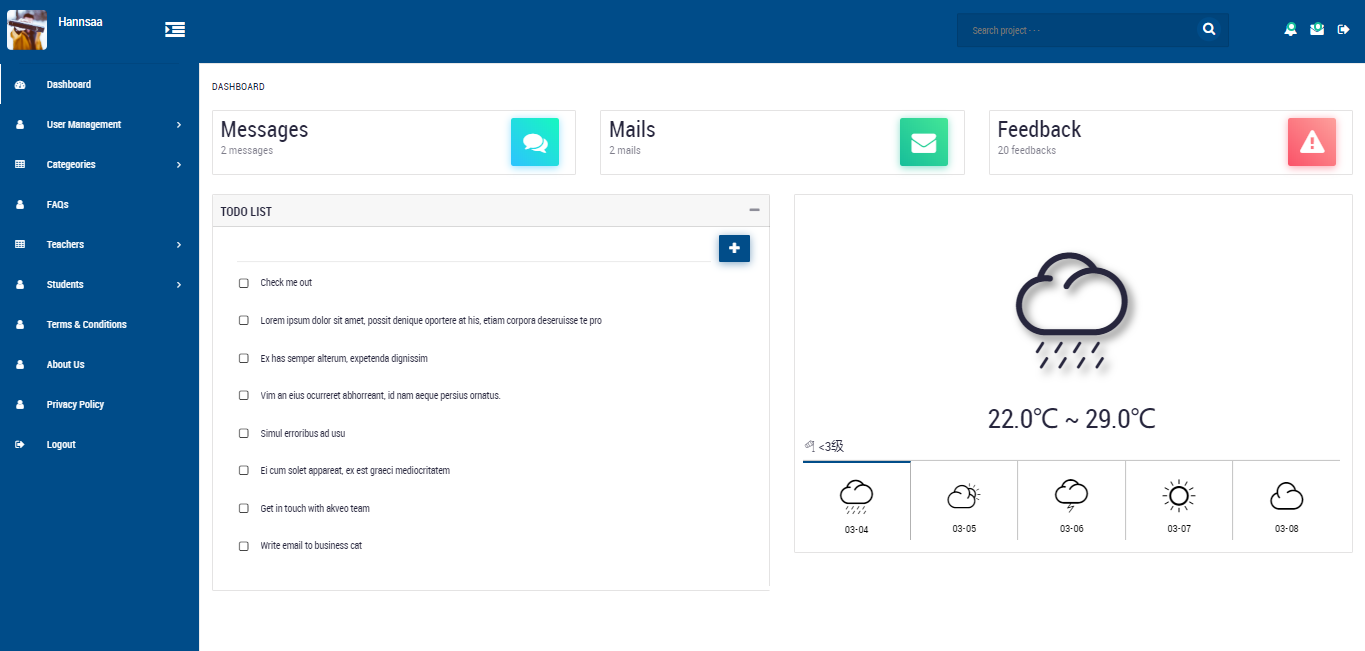 Hannsaa
Search project - - -
Dashboard
User Management
Categeories
FAQs
Teachers
Students
Terms & Conditions
About Us
Privacy Policy
Logout
DASHBOARD
Messages
2 messages
Mails
2 mails
Feedback
20 feedbacks
TODO LIST
Check me out
Lorem ipsum dolor sit amet, possit denique oportere at his, etiam corpora deseruisse te pro
Ex has semper alterum, expetenda dignissim
Vim an eius ocurreret abhorreant, id nam aeque persius ornatus.
Simul erroribus ad usu
Ei cum solet appareat, ex est graeci mediocritatem
Get in touch with akveo team
Write email to business cat
22.0℃ ~ 29.0℃
<3级
03-04
03-05
03-06
03-07
03-08